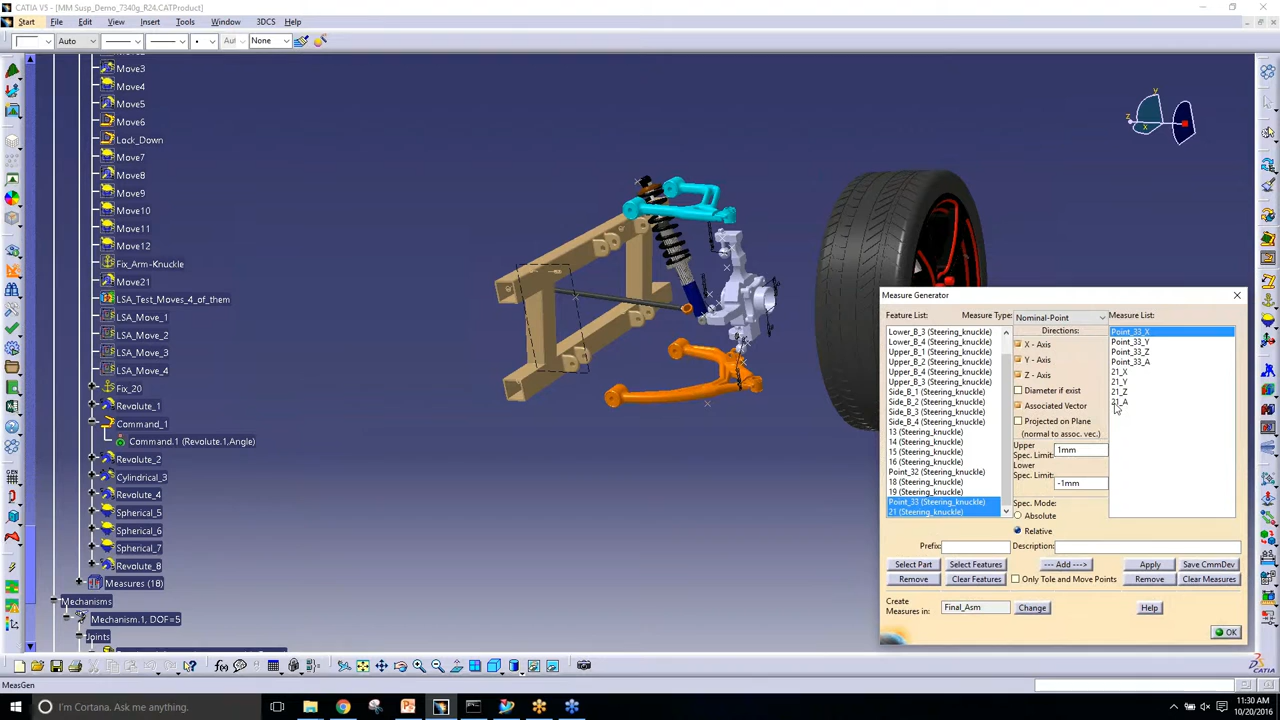 CATIA V5 - [MM Susp_Demo_7340g_R24.CATProduct]
Start File Edit View Insert Tools Window 3DCS Help
Auto Aut None
Move3
Move4
Move5
Move6
Lock_Down
Move7
Move8
Move9
Move10
Move11
Move12
Fix_Arm-Knuckle
Move21
LSA_Test_Moves_4_of_them
LSA_Move_1
LSA_Move_2
LSA_Move_3
LSA_Move_4
Fix_20
Revolute_1
Command_1
Command.1 (Revolute.1,Angle)
Revolute_2
Cylindrical_3
Revolute_4
Spherical_5
Spherical_6
Spherical_7
Revolute_8
Measures (18)
Mechanisms
Mechanism.1, DOF=5
Joints
Y
Z
X
Measure Generator
Feature List: Measure Type: Nominal-Point Measure List:
Lower_B_3 (Steering_knuckle)
Lower_B_4 (Steering_knuckle)
Upper_B_1 (Steering_knuckle)
Upper_B_2 (Steering_knuckle)
Upper_B_4 (Steering_knuckle)
Upper_B_3 (Steering_knuckle)
Side_B_1 (Steering_knuckle)
Side_B_2 (Steering_knuckle)
Side_B_3 (Steering_knuckle)
Side_B_4 (Steering_knuckle)
13 (Steering_knuckle)
14 (Steering_knuckle)
15 (Steering_knuckle)
16 (Steering_knuckle)
Point_32 (Steering_knuckle)
18 (Steering_knuckle)
19 (Steering_knuckle)
Point_33 (Steering_knuckle)
21 (Steering_knuckle)
Directions:
X - Axis
Y - Axis
Z - Axis
Diameter if exist
Associated Vector
Projected on Plane
(normal to assoc. vec.)
Upper
Spec. Limit: 1mm
Lower
Spec. Limit: -1mm
Spec. Mode:
Absolute
Relative
Point_33_X
Point_33_Y
Point_33_Z
Point_33_A
21_X
21_Y
21_Z
21_A
Prefix: Description:
Select Part Select Features --- Add ---> Apply Save CmmDev
Remove Clear Features Only Tole and Move Points Remove Clear Measures
Create
Measures in: Final_Asm Change Help
OK
f(x)
CATIA
MeasGen
I'm Cortana. Ask me anything.
11:30 AM
10/20/2016